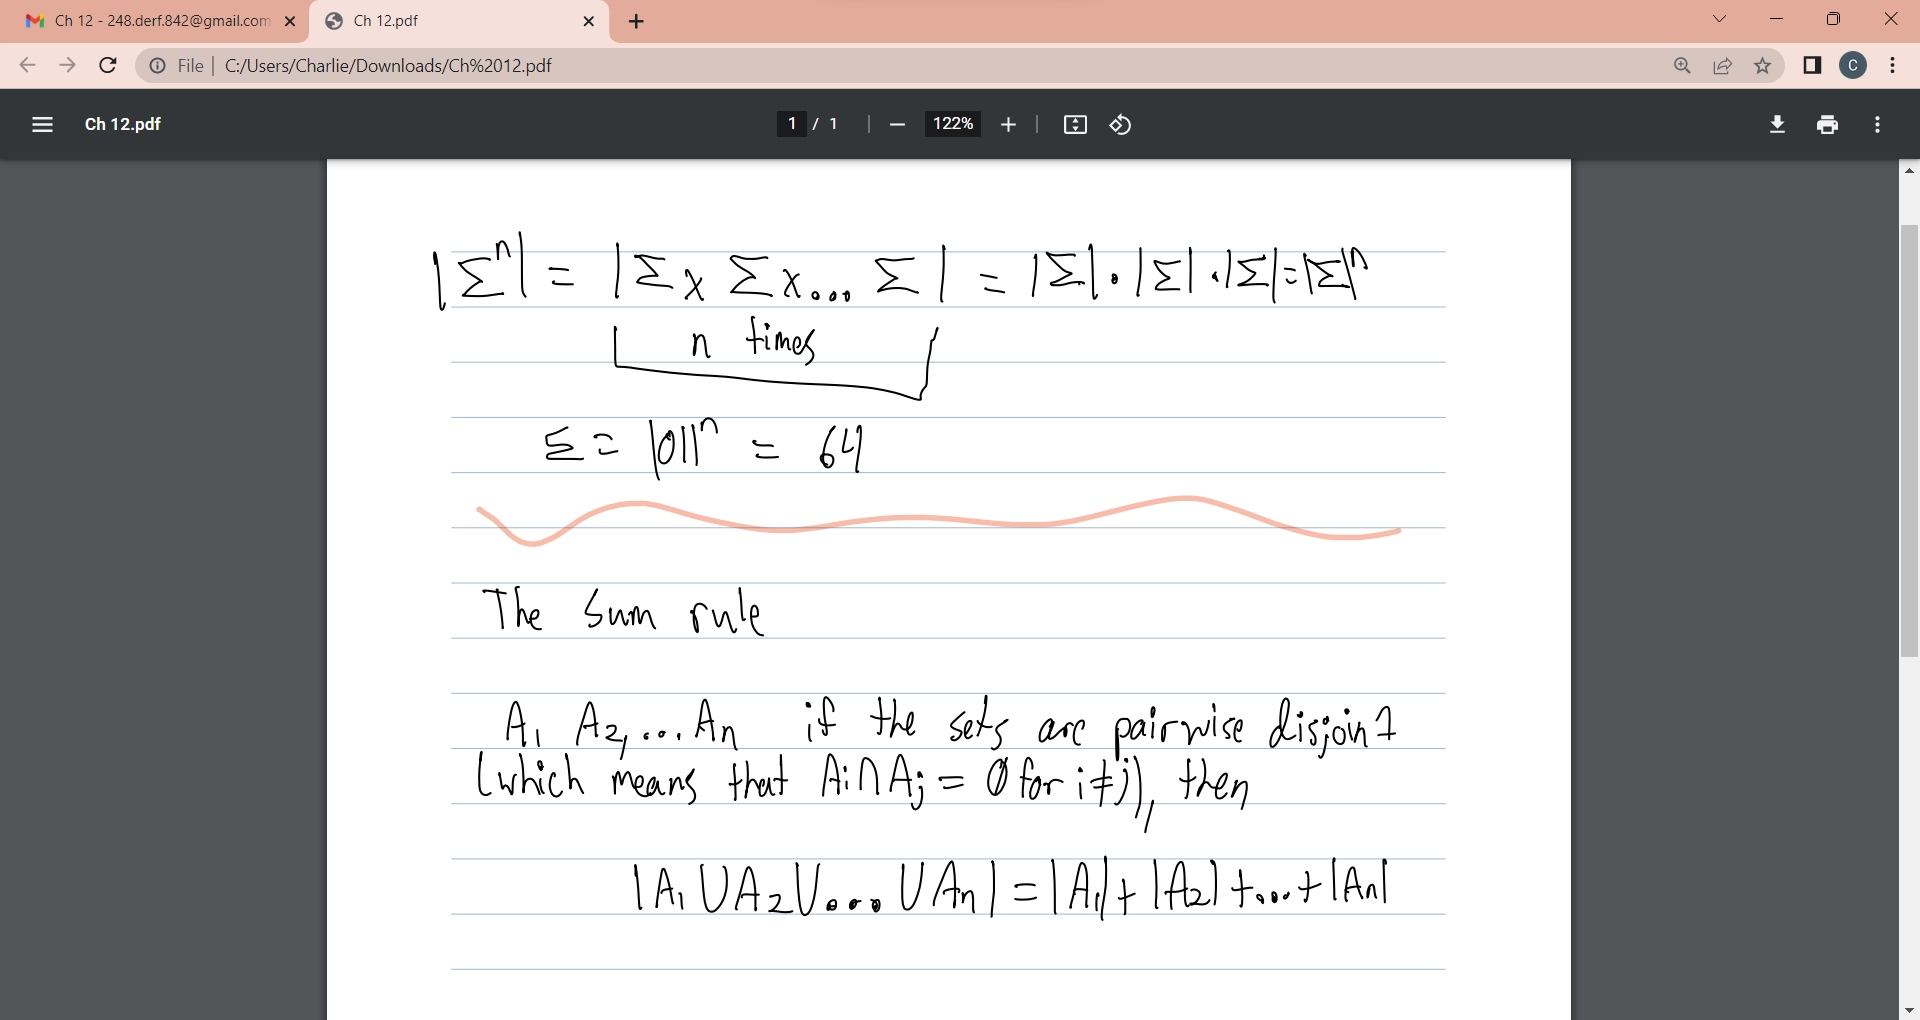 Ch 12 - 248.derf.842@gmail.com
Ch 12.pdf
File | C:/Users/Charlie/Downloads/Ch%2012.pdf
C
Ch 12.pdf
1 / 1
122%
|Σⁿ| = |Σ x Σ x... Σ| = |Σ| · |Σ| · |Σ| = |Σ|ⁿ
n times
Σ = |011ⁿ = 64
The Sum rule
A₁ A₂, ... An if the sets are pairwise disjoint
(which means that Ai ∩ Aj = Ø for i ≠ j), then
|A₁ U A₂ U ... U An| = |A₁| + |A₂| + ... + |An|